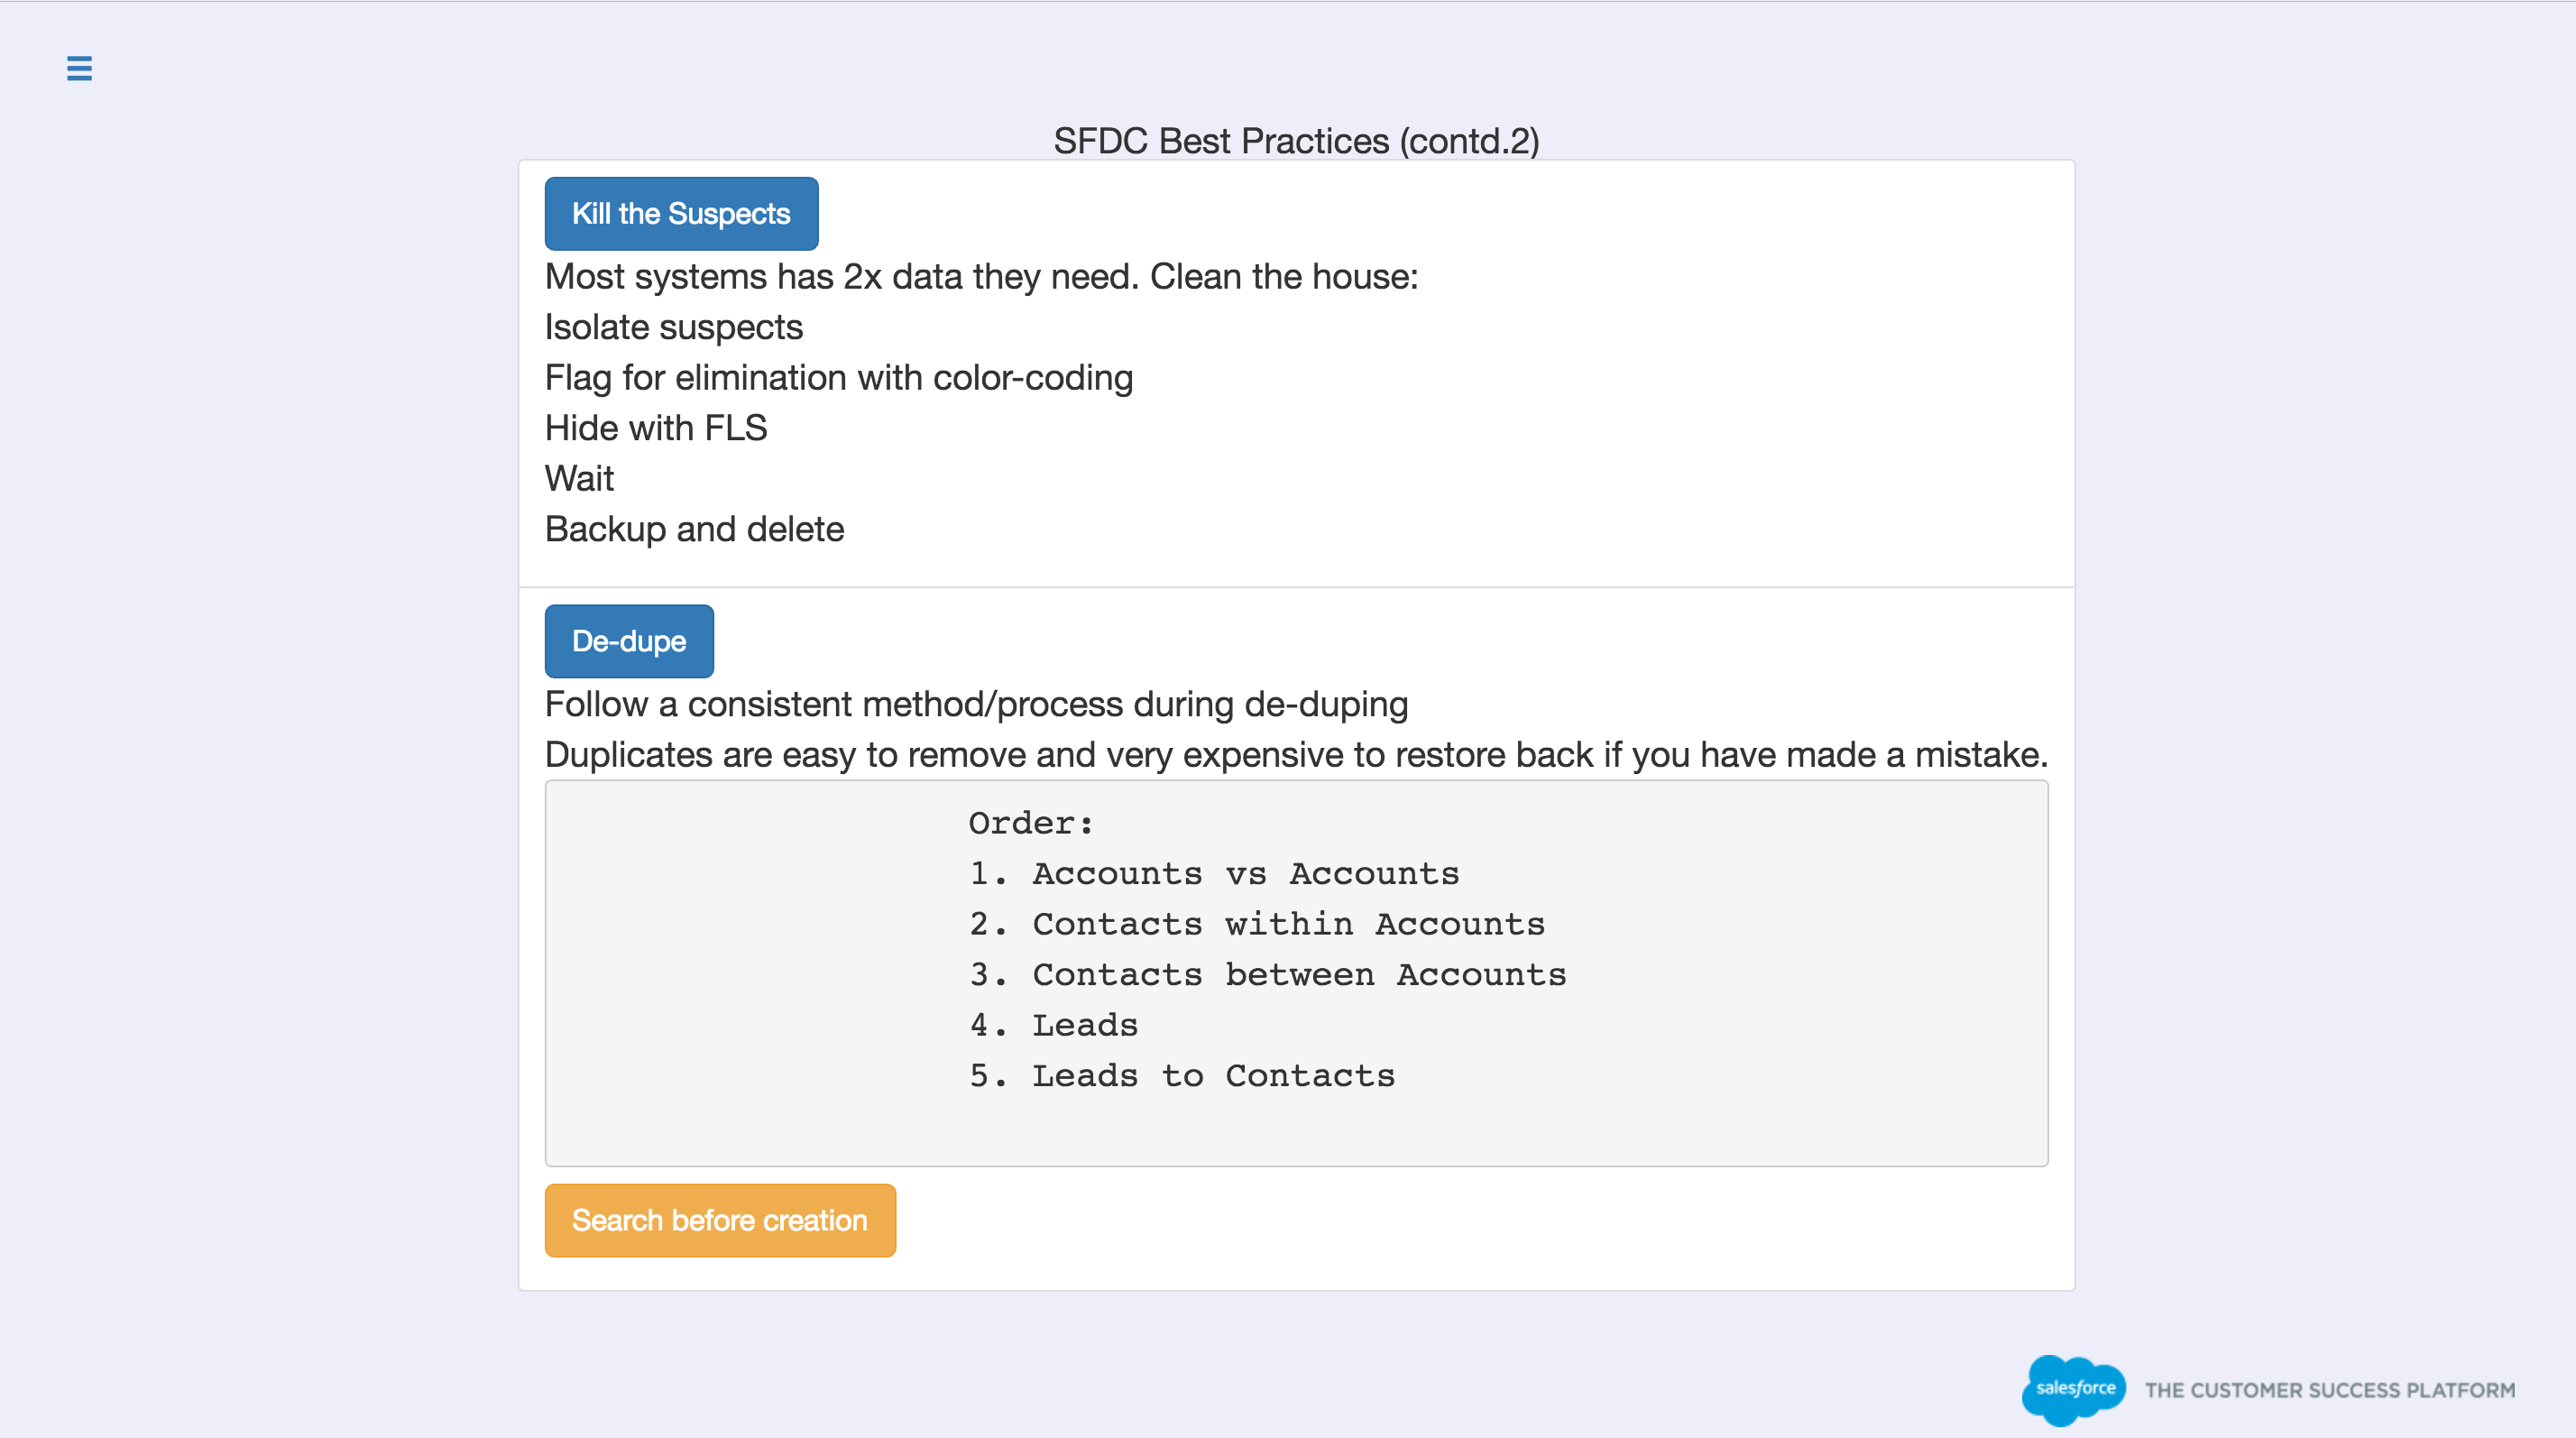 SFDC Best Practices (contd.2)
Kill the Suspects
Most systems has 2x data they need. Clean the house:
Isolate suspects
Flag for elimination with color-coding
Hide with FLS
Wait
Backup and delete
De-dupe
Follow a consistent method/process during de-duping
Duplicates are easy to remove and very expensive to restore back if you have made a mistake.
Order:
1. Accounts vs Accounts
2. Contacts within Accounts
3. Contacts between Accounts
4. Leads
5. Leads to Contacts
Search before creation
salesforce THE CUSTOMER SUCCESS PLATFORM